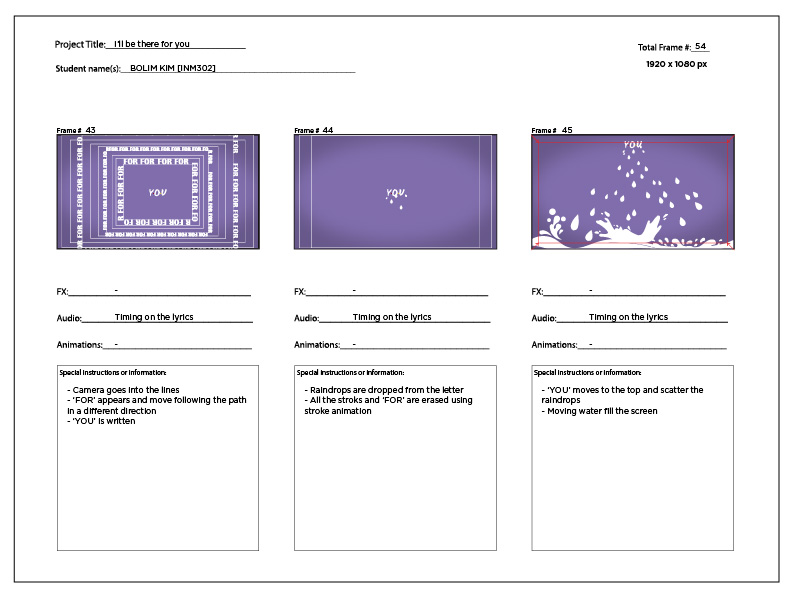 Project Title: I'll be there for you
Total Frame #: 54
Student name(s): BOLIM KIM [INM302]
1920 x 1080 px
Frame # 43
Frame # 44
Frame # 45
FOR FOR FOR FOR
YOU
YOU
YOU
FX: -
FX: -
FX: -
Audio: Timing on the lyrics
Audio: Timing on the lyrics
Audio: Timing on the lyrics
Animations: -
Animations: -
Animations: -
Special Instructions or Information:
- Camera goes into the lines
- 'FOR' appears and move following the path
in a different direction
- 'YOU' is written
Special Instructions or Information:
- Raindrops are dropped from the letter
- All the stroks and 'FOR' are erased using
stroke animation
Special Instructions or Information:
- 'YOU' moves to the top and scatter the
raindrops
- Moving water fill the screen